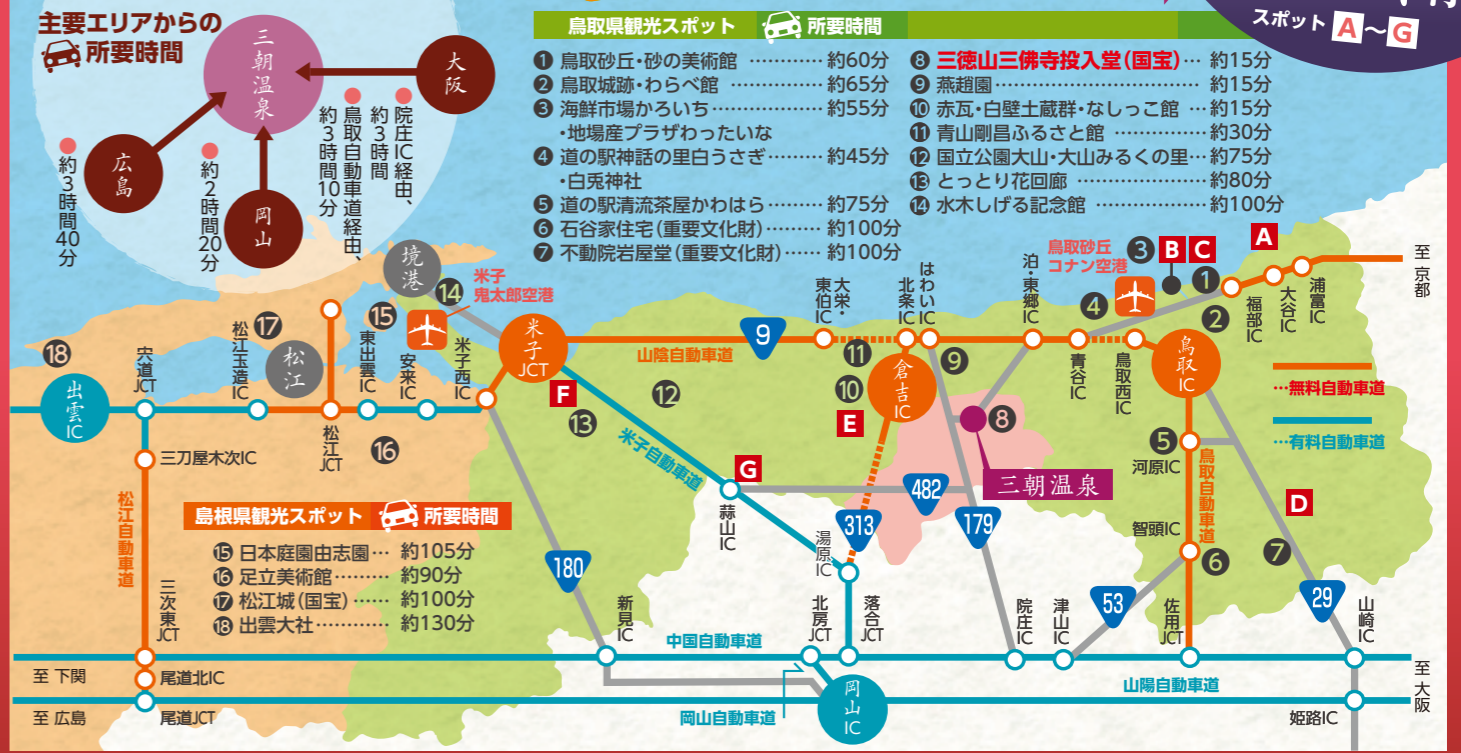 主要エリアからの
所要時間
三朝温泉
大阪
広島
岡山
院庄IC経由、
約3時間
鳥取自動車道経由、
約3時間10分
約2時間20分
約3時間40分
鳥取県観光スポット 所要時間
❶ 鳥取砂丘・砂の美術館 ………… 約60分
❷ 鳥取城跡・わらべ館 ………… 約65分
❸ 海鮮市場かろいち………… 約55分
・地場産プラザわったいな
❹ 道の駅神話の里白うさぎ……… 約45分
・白兎神社
❺ 道の駅清流茶屋かわはら……… 約75分
❻ 石谷家住宅(重要文化財)…… 約100分
❼ 不動院岩屋堂(重要文化財)…… 約100分
❽ 三徳山三佛寺投入堂(国宝)… 約15分
❾ 燕趙園………………… 約15分
❿ 赤瓦・白壁土蔵群・なしっこ館 … 約15分
⓫ 青山剛昌ふるさと館 ………… 約30分
⓬ 国立公園大山・大山みるくの里… 約75分
⓭ とっとり花回廊 ……………… 約80分
⓮ 水木しげる記念館 …………… 約100分
スポット A〜G
境港
⓮
米子
鬼太郎空港
⓯
⓱
松江
⓲
出雲IC
宍道JCT
松江玉造IC
松江JCT
東出雲IC
安来IC
米子西IC
⓰
米子JCT
山陰自動車道
9
大栄・
東伯IC
北条IC
はわいIC
泊・東郷IC
青谷IC
鳥取西IC
鳥取砂丘
コナン空港
❸
B
C
❶
A
❹
❷
鳥取IC
福部IC
大谷IC
浦富IC
至 京都
…無料自動車道
…有料自動車道
⓫
❿
倉吉IC
E
❾
❽
三朝温泉
F
⓭
⓬
米子自動車道
G
蒜山IC
482
313
179
湯原IC
❺
河原IC
鳥取自動車道
智頭IC
❻
D
❼
29
53
180
三刀屋木次IC
松江自動車道
三次東JCT
島根県観光スポット 所要時間
⓯ 日本庭園由志園… 約105分
⓰ 足立美術館……… 約90分
⓱ 松江城(国宝)…… 約100分
⓲ 出雲大社………… 約130分
新見IC
中国自動車道
北房JCT
落合JCT
院庄IC
津山IC
佐用JCT
山崎IC
至 下関
尾道北IC
至 広島
尾道JCT
岡山自動車道
岡山IC
山陽自動車道
姫路IC
至 大阪